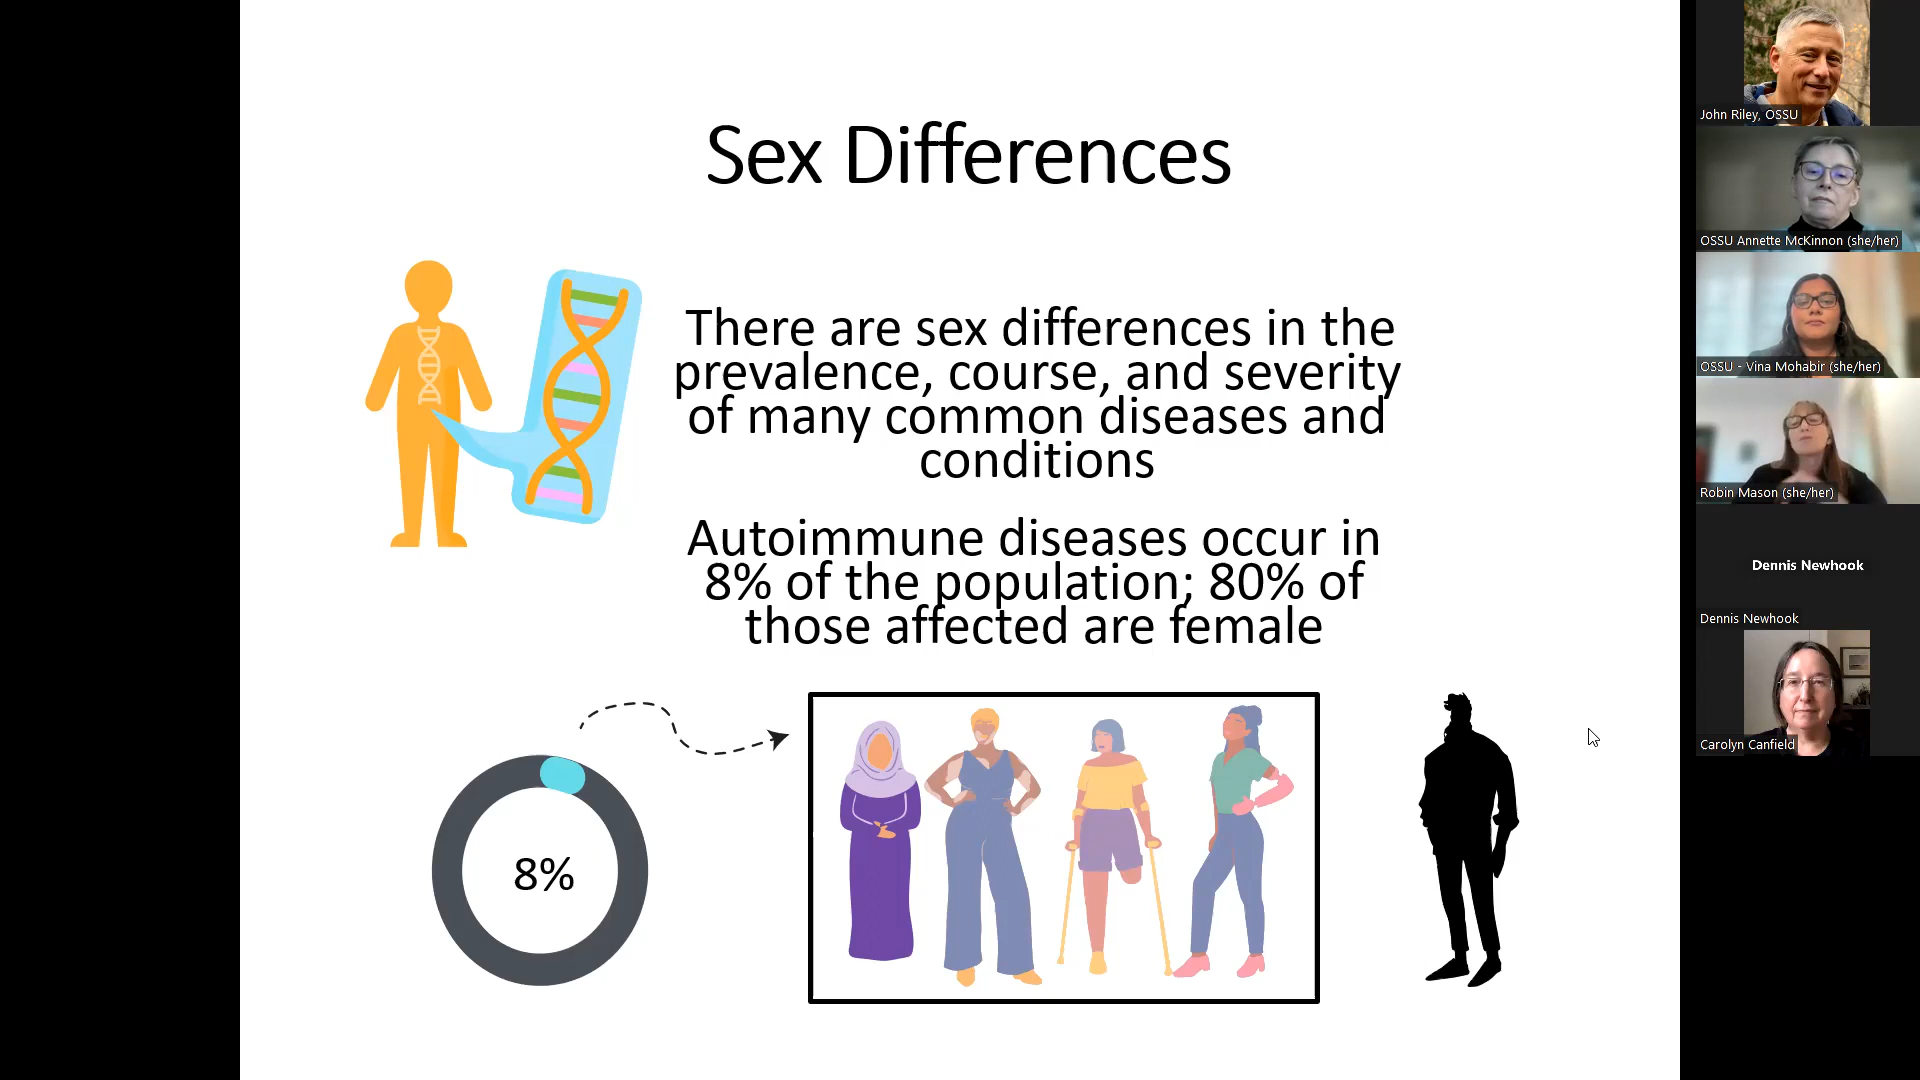 Sex Differences
There are sex differences in the
prevalence, course, and severity
of many common diseases and
conditions
Autoimmune diseases occur in
8% of the population; 80% of
those affected are female
8%
John Riley, OSSU
OSSU Annette McKinnon (she/her)
OSSU - Vina Mohabir (she/her)
Robin Mason (she/her)
Dennis Newhook
Dennis Newhook
Carolyn Canfield